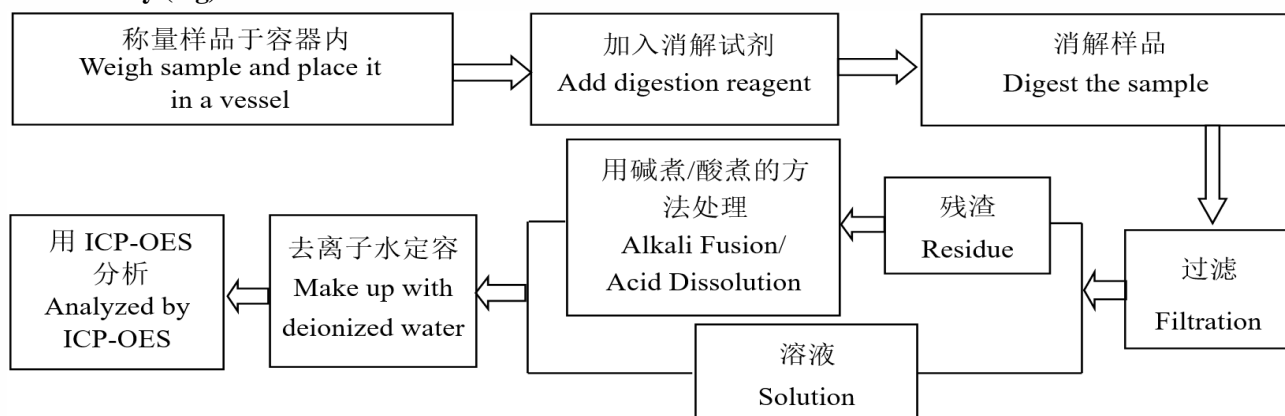 称量样品于容器内
Weigh sample and place it
in a vessel
加入消解试剂
Add digestion reagent
消解样品
Digest the sample
过滤
Filtration
残渣
Residue
用碱煮/酸煮的方
法处理
Alkali Fusion/
Acid Dissolution
溶液
Solution
去离子水定容
Make up with
deionized water
用 ICP-OES
分析
Analyzed by
ICP-OES